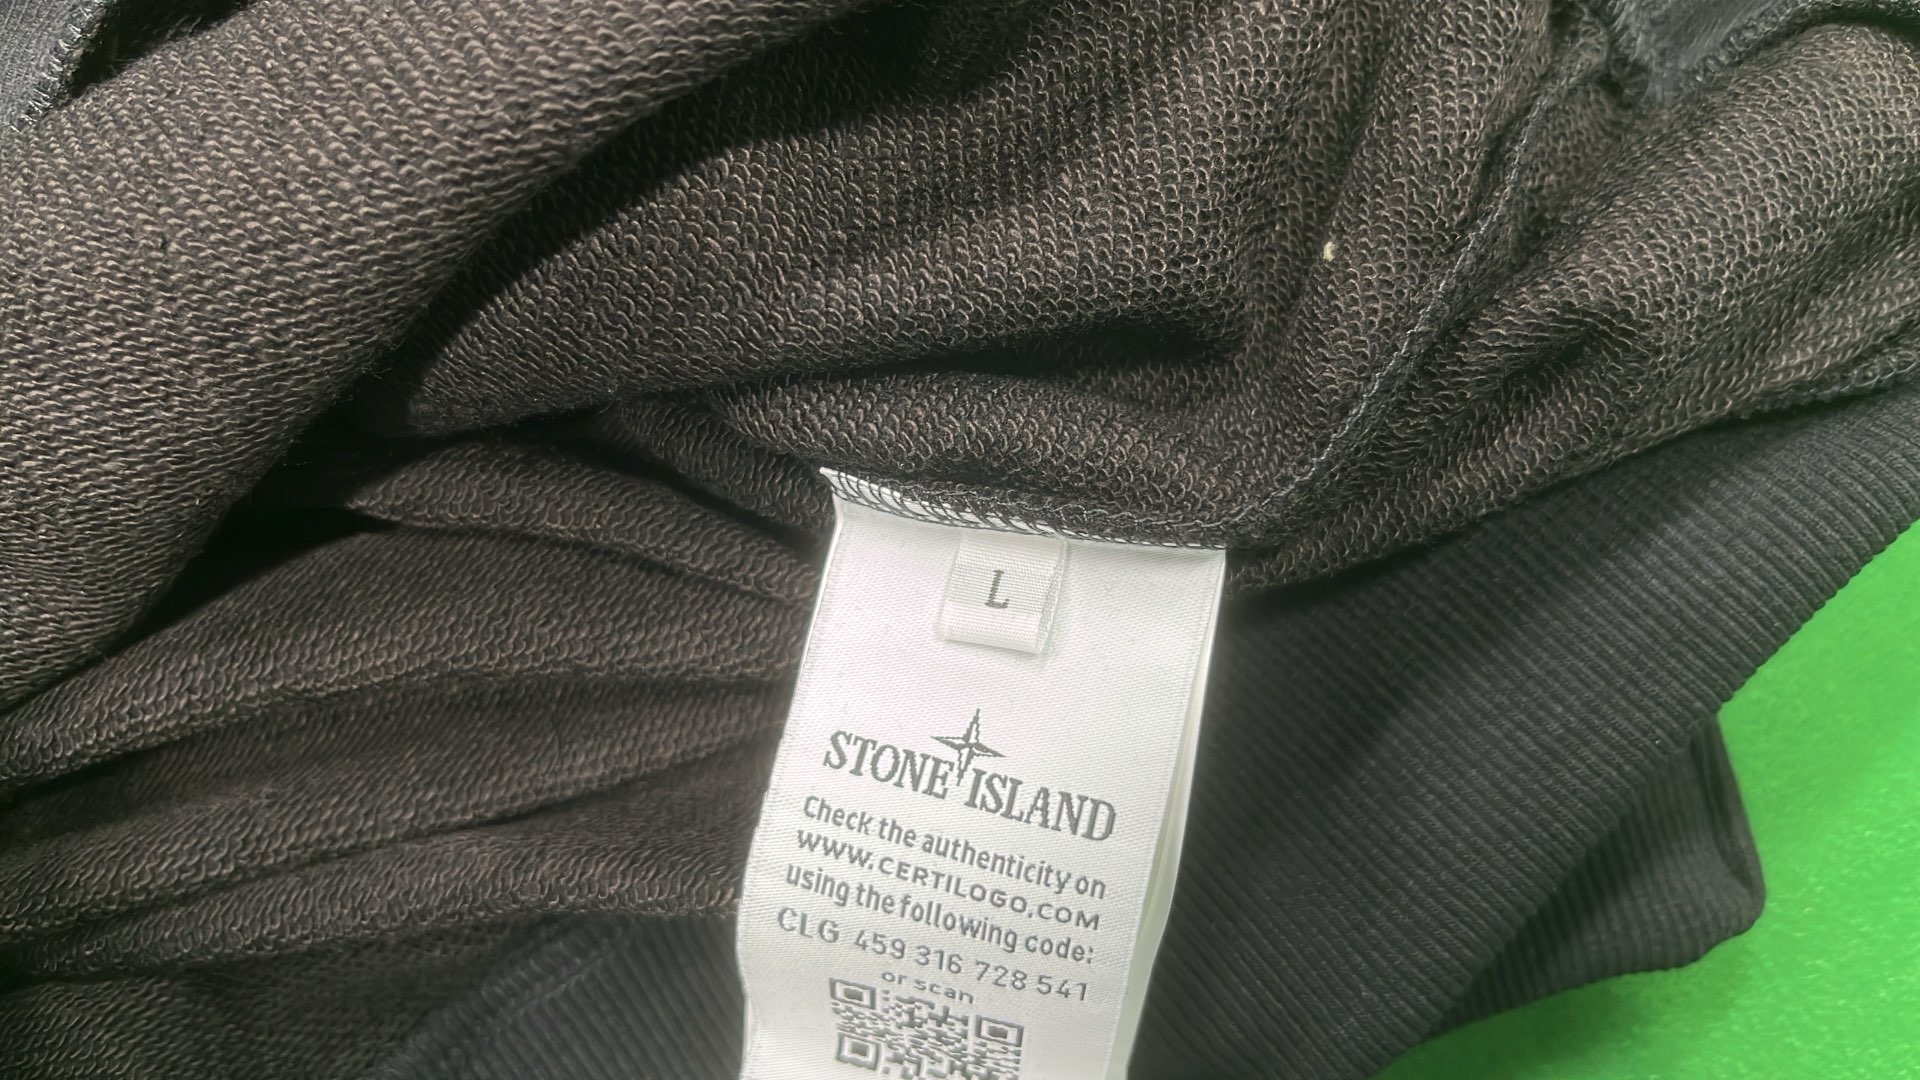 L
STONE ISLAND
Check the authenticity on
WWW.CERTILOGO.COM
using the following code:
CLG 459 316 728 541
or scan